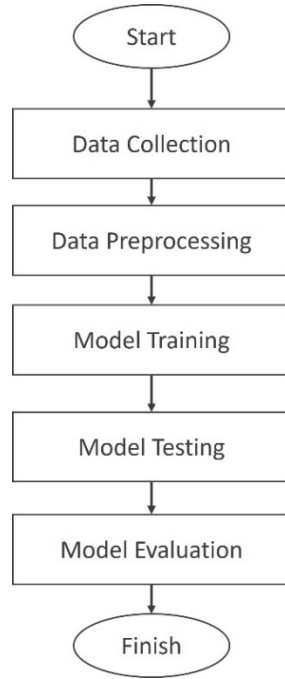 Start
Data Collection
Data Preprocessing
Model Training
Model Testing
Model Evaluation
Finish